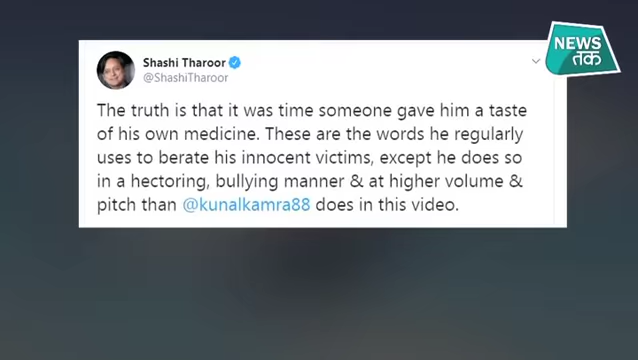 NEWS
तक
Shashi Tharoor
@ShashiTharoor
The truth is that it was time someone gave him a taste
of his own medicine. These are the words he regularly
uses to berate his innocent victims, except he does so
in a hectoring, bullying manner & at higher volume &
pitch than @kunalkamra88 does in this video.